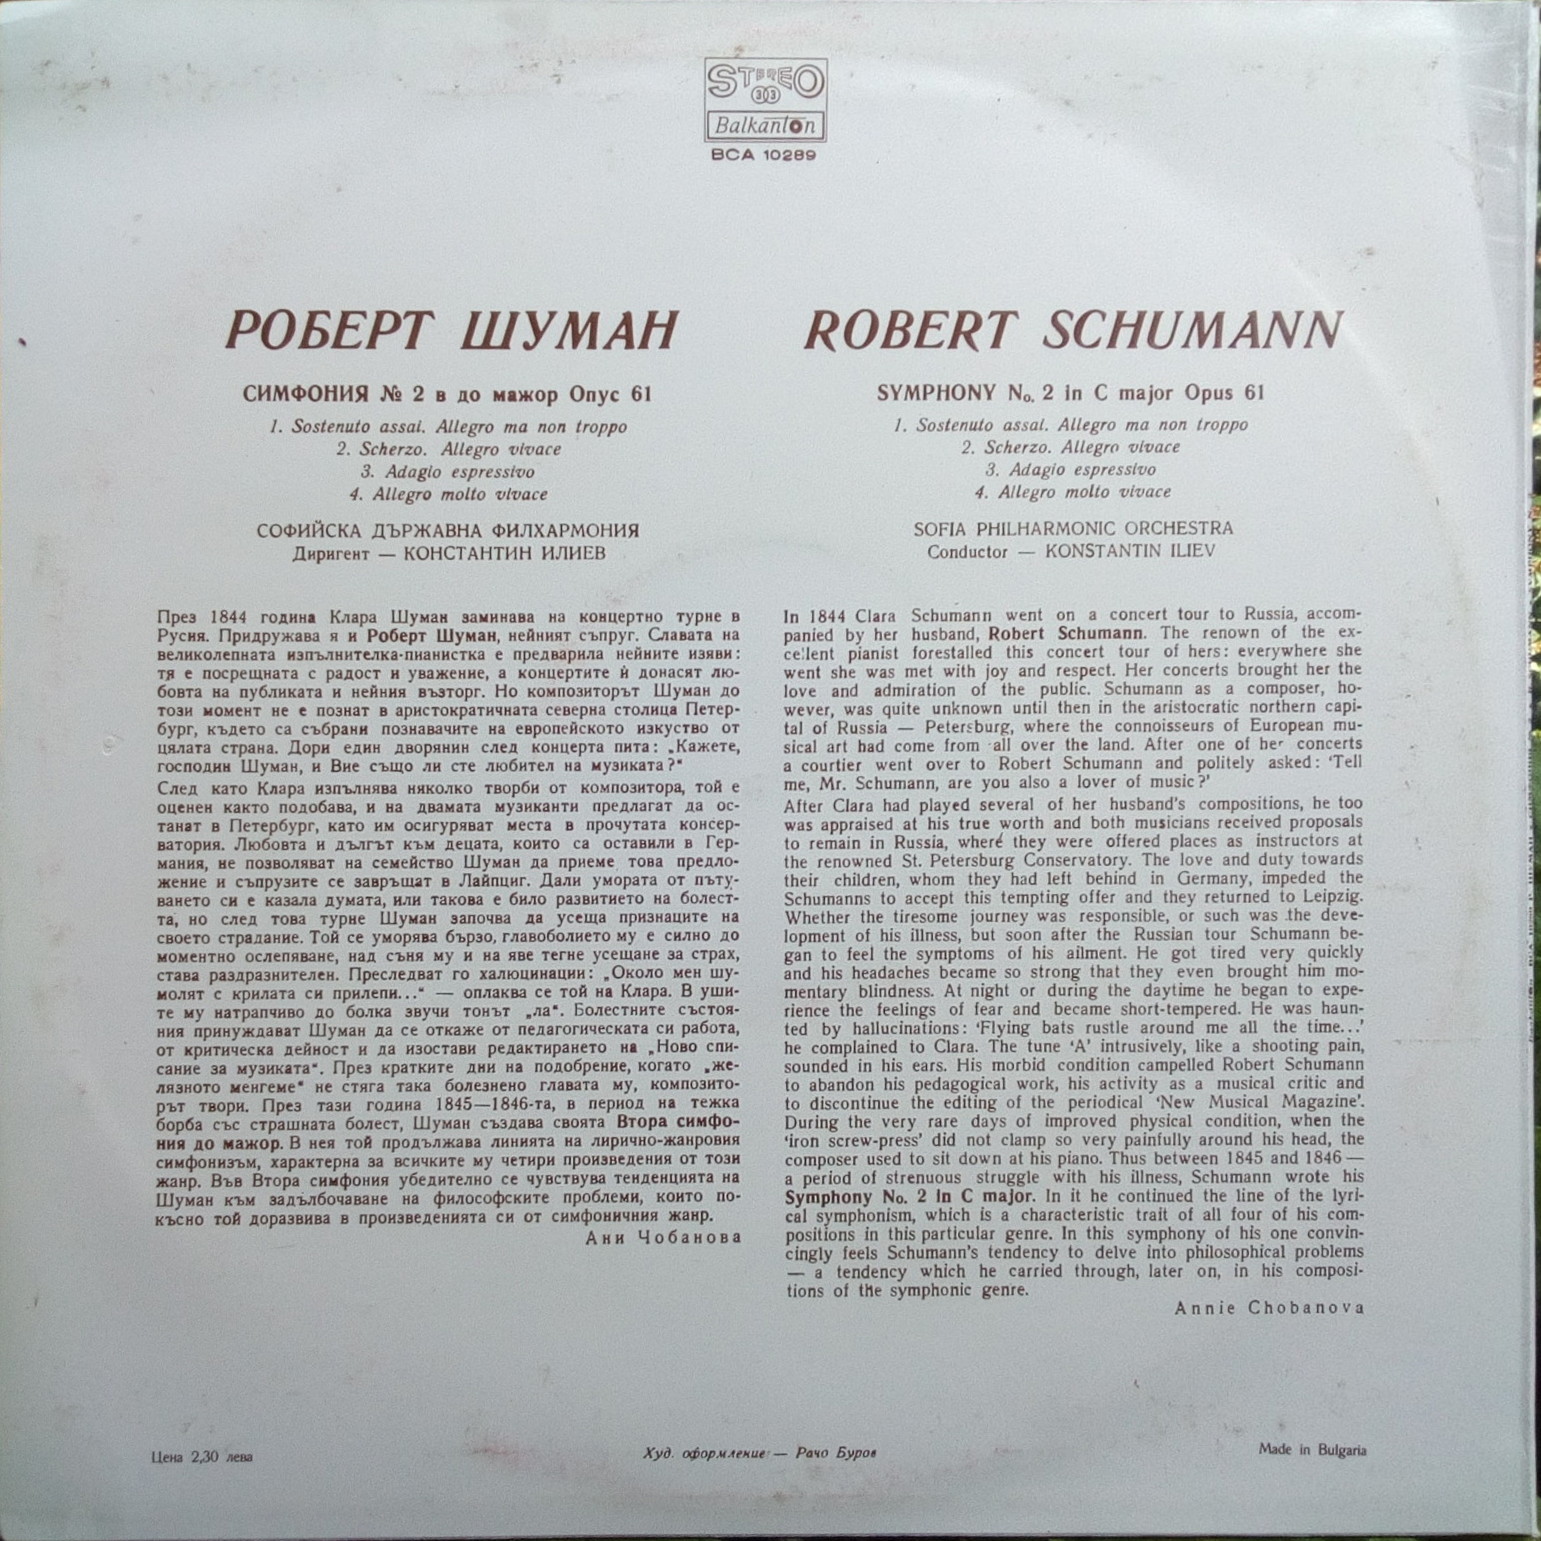 STEREO
33
Balkanton
BCA 10289
РОБЕРТ ШУМАН
СИМФОНИЯ № 2 в до мажор Опус 61
1. Sostenuto assai. Allegro ma non troppo
2. Scherzo. Allegro vivace
3. Adagio espressivo
4. Allegro molto vivace
СОФИЙСКА ДЪРЖАВНА ФИЛХАРМОНИЯ
Диригент — КОНСТАНТИН ИЛИЕВ
През 1844 година Клара Шуман заминава на концертно турне в
Русия. Придружава я и Роберт Шуман, нейният съпруг. Славата на
великолепната изпълнителка-пианистка е предварила нейните изяви:
тя е посрещната с радост и уважение, а концертите ѝ донасят лю-
бовта на публиката и нейния възторг. Но композиторът Шуман до
този момент не е познат в аристократичната северна столица Петер-
бург, където са събрани познавачите на европейското изкуство от
цялата страна. Дори един дворянин след концерта пита: „Кажете,
господин Шуман, и Вие също ли сте любител на музиката?“
След като Клара изпълнява няколко творби от композитора, той е
оценен както подобава, и на двамата музиканти предлагат да ос-
танат в Петербург, като им осигуряват места в прочутата консер-
ватория. Любовта и дългът към децата, които са оставили в Гер-
мания, не позволяват на семейство Шуман да приеме това предло-
жение и съпрузите се завръщат в Лайпциг. Дали умората от пъту-
ването си е казала думата, или такова е било развитието на болест-
та, но след това турне Шуман започва да усеща признаците на
своето страдание. Той се уморява бързо, главоболието му е силно до
моментно ослепяване, над съня му и на яве тегне усещане за страх,
става раздразнителен. Преследват го халюцинации: „Около мен шу-
молят с крилата си прилепи...“ — оплаква се той на Клара. В уши-
те му натрапчиво до болка звучи тонът „ла“. Болестните състоя-
ния принуждават Шуман да се откаже от педагогическата си работа,
от критическа дейност и да изостави редактирането на „Ново спи-
сание за музиката“. През кратките дни на подобрение, когато „же-
лязното менгеме“ не стяга така болезнено главата му, композито-
рът твори. През тази година 1845—1846-та, в период на тежка
борба със страшната болест, Шуман създава своята Втора симфо-
ния до мажор. В нея той продължава линията на лирично-жанровия
симфонизъм, характерна за всичките му четири произведения от този
жанр. Във Втора симфония убедително се чувствува тенденцията на
Шуман към задълбочаване на философските проблеми, които по-
късно той доразвива в произведенията си от симфоничния жанр.
Ани Чобанова
ROBERT SCHUMANN
SYMPHONY No. 2 in C major Opus 61
1. Sostenuto assai. Allegro ma non troppo
2. Scherzo. Allegro vivace
3. Adagio espressivo
4. Allegro molto vivace
SOFIA PHILHARMONIC ORCHESTRA
Conductor — KONSTANTIN ILIEV
In 1844 Clara Schumann went on a concert tour to Russia, accom-
panied by her husband, Robert Schumann. The renown of the ex-
cellent pianist forestalled this concert tour of hers: everywhere she
went she was met with joy and respect. Her concerts brought her the
love and admiration of the public. Schumann as a composer, ho-
wever, was quite unknown until then in the aristocratic northern capi-
tal of Russia — Petersburg, where the connoisseurs of European mu-
sical art had come from all over the land. After one of her concerts
a courtier went over to Robert Schumann and politely asked: ‘Tell
me, Mr. Schumann, are you also a lover of music?’
After Clara had played several of her husband's compositions, he too
was appraised at his true worth and both musicians received proposals
to remain in Russia, where they were offered places as instructors at
the renowned St. Petersburg Conservatory. The love and duty towards
their children, whom they had left behind in Germany, impeded the
Schumanns to accept this tempting offer and they returned to Leipzig.
Whether the tiresome journey was responsible, or such was the deve-
lopment of his illness, but soon after the Russian tour Schumann be-
gan to feel the symptoms of his ailment. He got tired very quickly
and his headaches became so strong that they even brought him mo-
mentary blindness. At night or during the daytime he began to expe-
rience the feelings of fear and became short-tempered. He was haun-
ted by hallucinations: ‘Flying bats rustle around me all the time...’
he complained to Clara. The tune ‘A’ intrusively, like a shooting pain,
sounded in his ears. His morbid condition campelled Robert Schumann
to abandon his pedagogical work, his activity as a musical critic and
to discontinue the editing of the periodical ‘New Musical Magazine’.
During the very rare days of improved physical condition, when the
‘iron screw-press’ did not clamp so very painfully around his head, the
composer used to sit down at his piano. Thus between 1845 and 1846 —
a period of strenuous struggle with his illness, Schumann wrote his
Symphony No. 2 in C major. In it he continued the line of the lyri-
cal symphonism, which is a characteristic trait of all four of his com-
positions in this particular genre. In this symphony of his one convin-
cingly feels Schumann's tendency to delve into philosophical problems
— a tendency which he carried through, later on, in his composi-
tions of the symphonic genre.
Annie Chobanova
Цена 2,30 лева
Худ. оформление — Рачо Буров
Made in Bulgaria